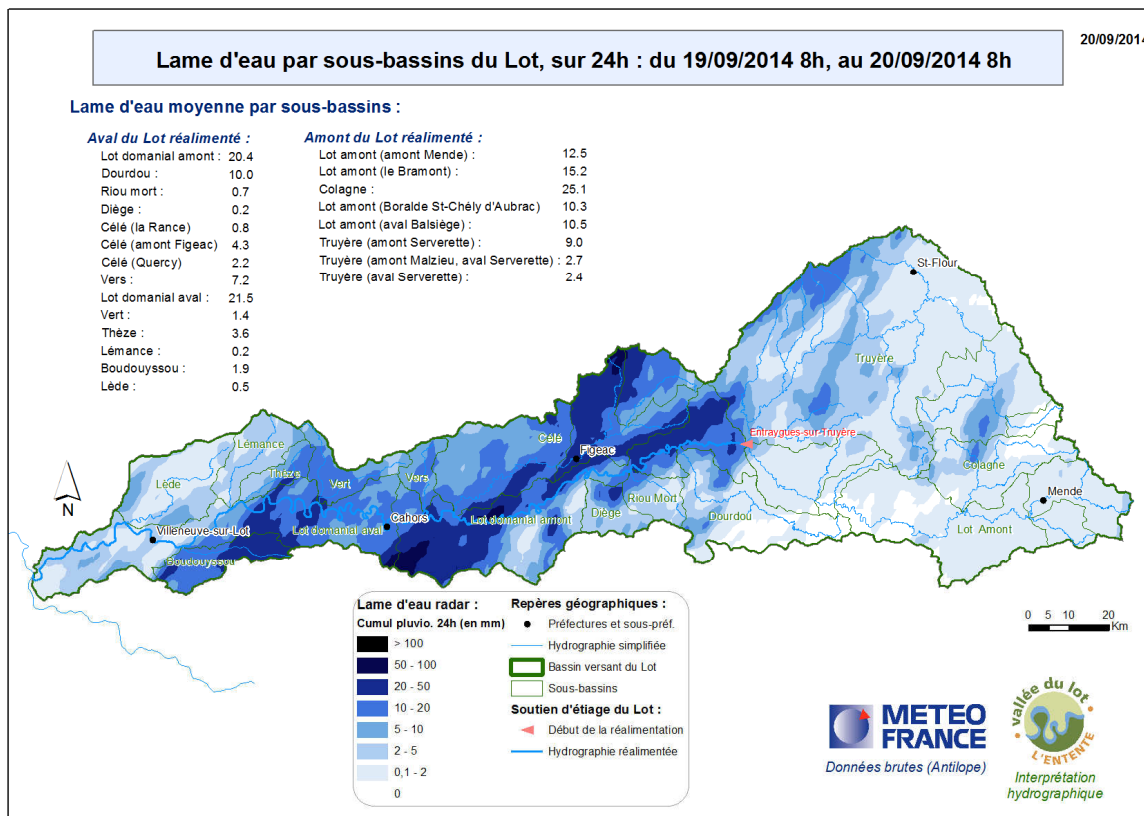 20/09/2014
Lame d'eau par sous-bassins du Lot, sur 24h : du 19/09/2014 8h, au 20/09/2014 8h
Lame d'eau moyenne par sous-bassins :
Aval du Lot réalimenté :
Lot domanial amont : 20.4
Dourdou : 10.0
Riou mort : 0.7
Diège : 0.2
Célé (la Rance) 0.8
Célé (amont Figeac) 4.3
Célé (Quercy) 2.2
Vers : 7.2
Lot domanial aval : 21.5
Vert : 1.4
Thèze : 3.6
Lémance : 0.2
Boudouyssou : 1.9
Lède : 0.5
Amont du Lot réalimenté :
Lot amont (amont Mende) : 12.5
Lot amont (le Bramont) : 15.2
Colagne : 25.1
Lot amont (Boralde St-Chély d'Aubrac) 10.3
Lot amont (aval Balsiège) : 10.5
Truyère (amont Serverette) : 9.0
Truyère (amont Malzieu, aval Serverette) : 2.7
Truyère (aval Serverette) : 2.4
St-Flour
Truyère
Entraygues-sur-Truyère
Célé
Figeac
Lémance
Thèze
Vert
Vers
Lède
Colagne
Mende
Riou Mort
Diège
Dourdou
Lot domanial amont
Cahors
Lot domanial aval
Villeneuve-sur-Lot
Boudouyssou
Lot Amont
N
Lame d'eau radar :
Cumul pluvio. 24h (en mm)
> 100
50 - 100
20 - 50
10 - 20
5 - 10
2 - 5
0,1 - 2
0
Repères géographiques :
Préfectures et sous-préf.
Hydrographie simplifiée
Bassin versant du Lot
Sous-bassins
Soutien d'étiage du Lot :
Début de la réalimentation
Hydrographie réalimentée
0 5 10 20
Km
METEO
FRANCE
Données brutes (Antilope)
vallée du lot
L'ENTENTE
Interprétation
hydrographique